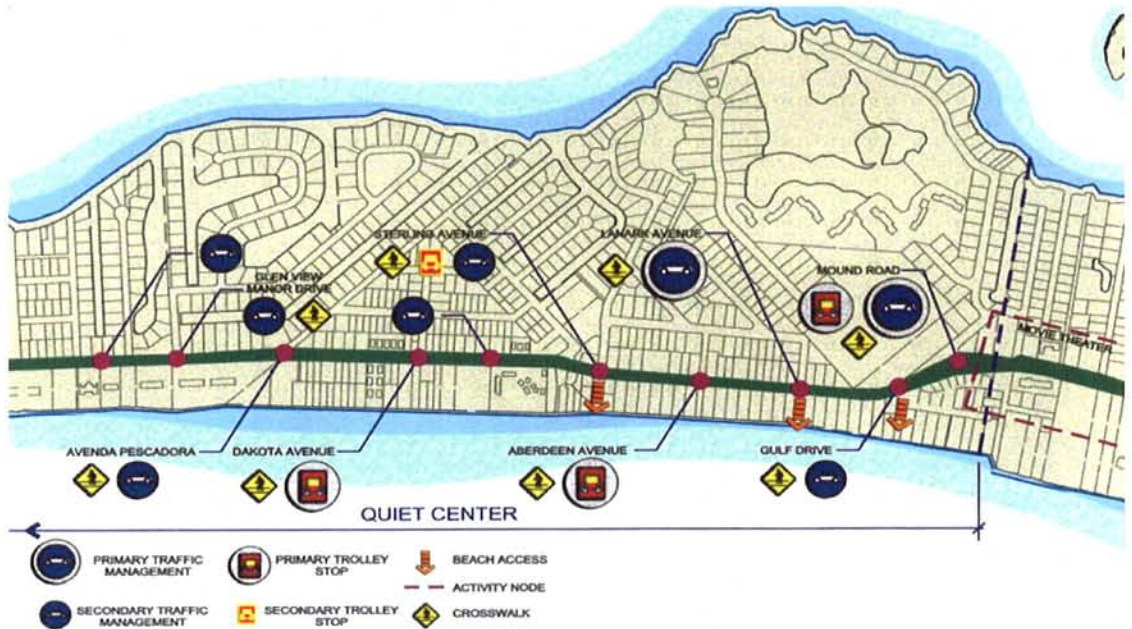 STERLING AVENUE
LANARK AVENUE
GLEN VIEW
MANOR DRIVE
MOUND ROAD
MOVIE THEATER
AVENDA PESCADORA
DAKOTA AVENUE
ABERDEEN AVENUE
GULF DRIVE
QUIET CENTER
PRIMARY TRAFFIC
MANAGEMENT
PRIMARY TROLLEY
STOP
BEACH ACCESS
ACTIVITY NODE
SECONDARY TRAFFIC
MANAGEMENT
SECONDARY TROLLEY
STOP
CROSSWALK